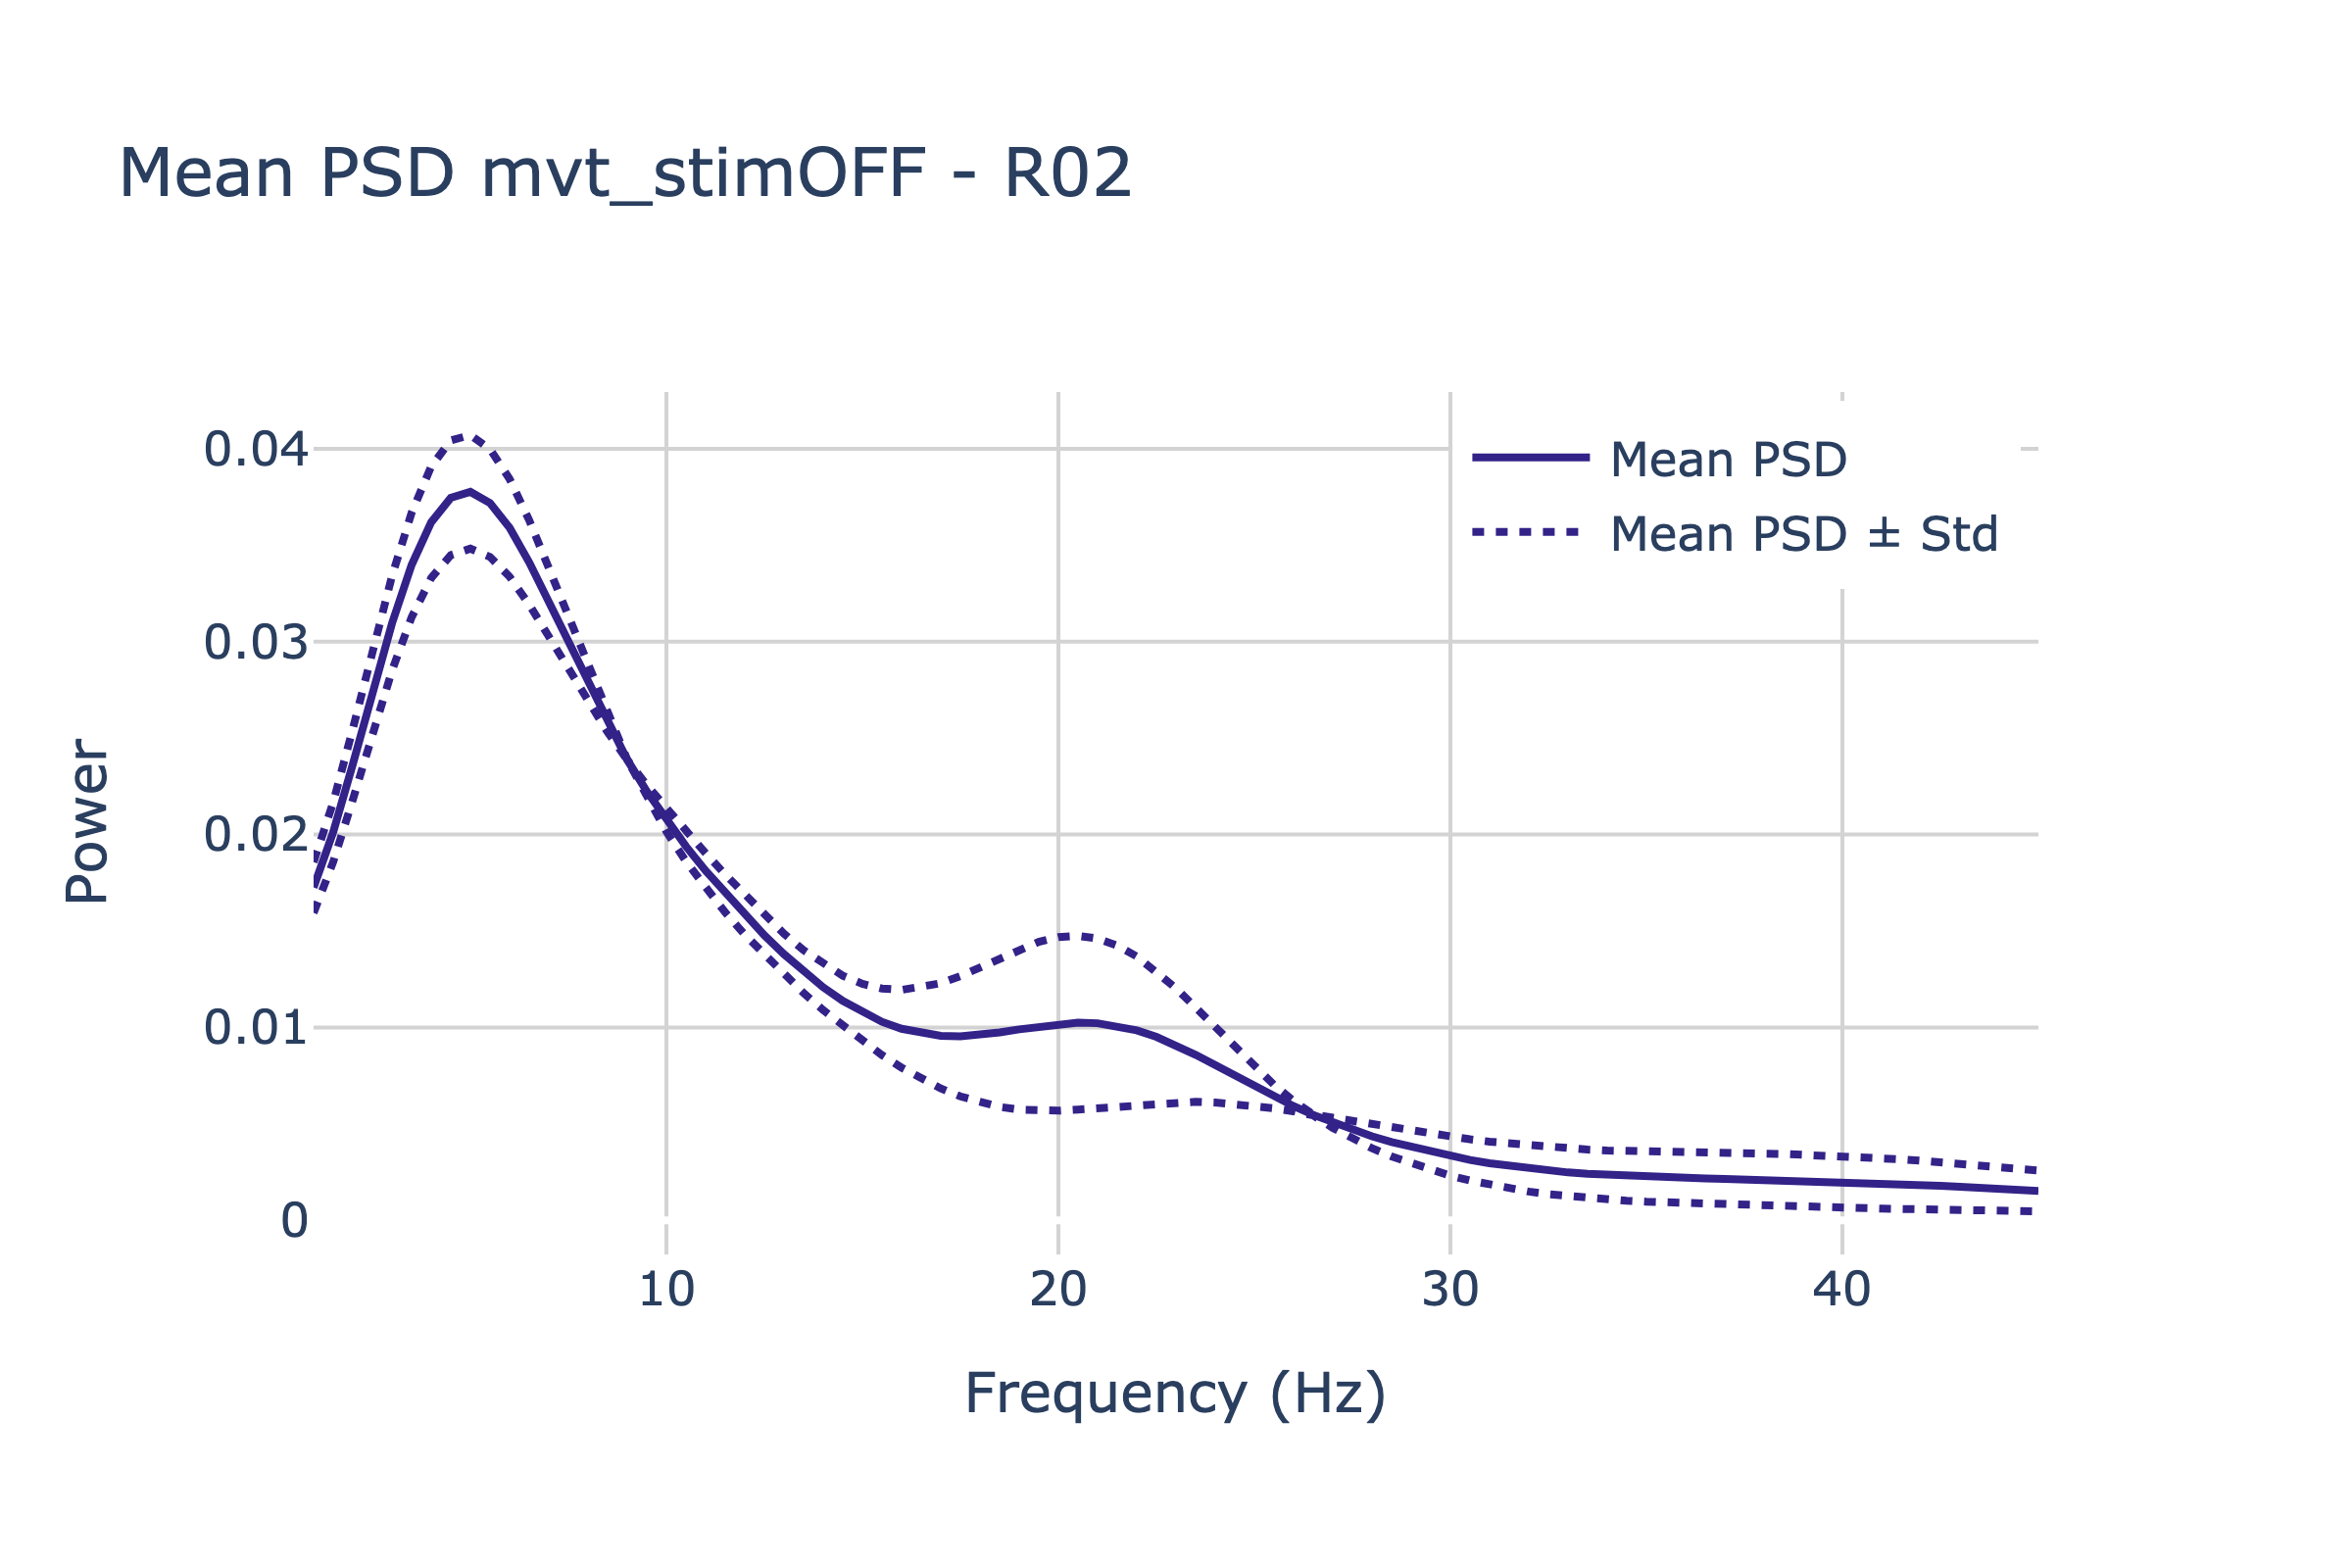 Mean PSD mvt_stimOFF - R02
Mean PSD
Mean PSD ± Std
0.04
0.03
0.02
0.01
0
Power
10 20 30 40
Frequency (Hz)